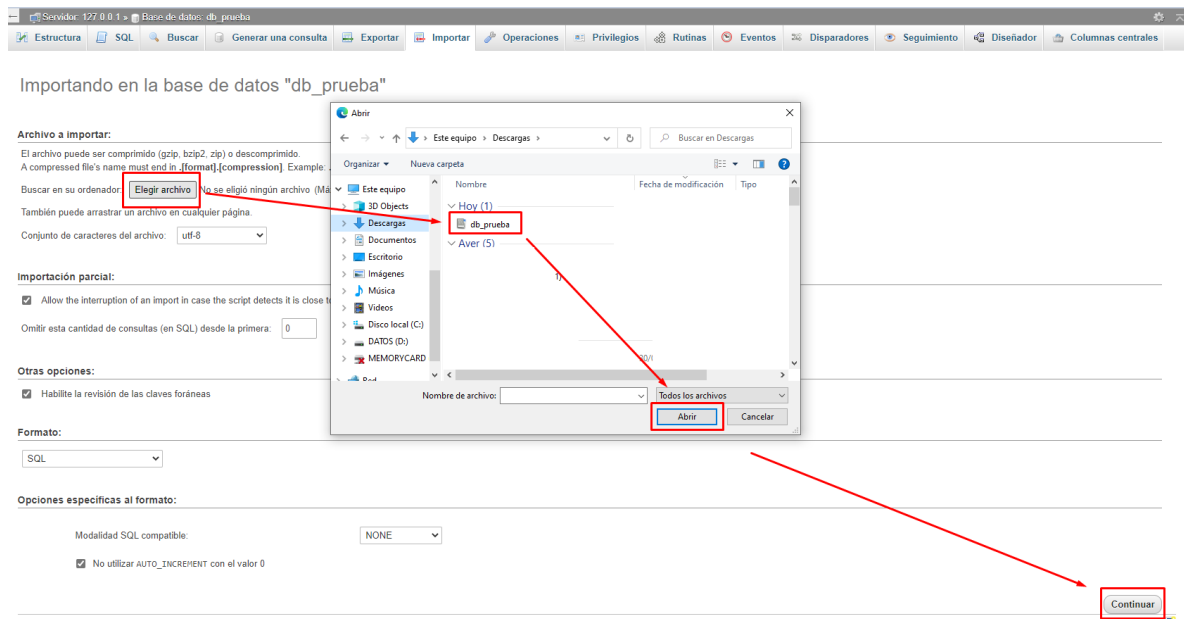 Servidor: 127.0.0.1 » Base de datos: db_prueba
Estructura SQL Buscar Generar una consulta Exportar Importar Operaciones Privilegios Rutinas Eventos Disparadores Seguimiento Diseñador Columnas centrales
Importando en la base de datos "db_prueba"
Archivo a importar:
El archivo puede ser comprimido (gzip, bzip2, zip) o descomprimido.
A compressed file's name must end in .[format].[compression]. Example:
Buscar en su ordenador: Elegir archivo No se eligió ningún archivo (Má
También puede arrastrar un archivo en cualquier página.
Conjunto de caracteres del archivo: utf-8
Importación parcial:
Allow the interruption of an import in case the script detects it is close t
Omitir esta cantidad de consultas (en SQL) desde la primera: 0
Otras opciones:
Habilite la revisión de las claves foráneas
Formato:
SQL
Opciones específicas al formato:
Modalidad SQL compatible: NONE
No utilizar AUTO_INCREMENT con el valor 0
Continuar
Abrir
Este equipo > Descargas >
Buscar en Descargas
Organizar Nueva carpeta
Nombre Fecha de modificación Tipo
Este equipo
3D Objects
Descargas
Documentos
Escritorio
Imágenes
Música
Videos
Disco local (C:)
DATOS (D:)
MEMORYCARD
Red
Hoy (1)
db_prueba
Ayer (5)
1)
Nombre de archivo: Todos los archivos
Abrir Cancelar